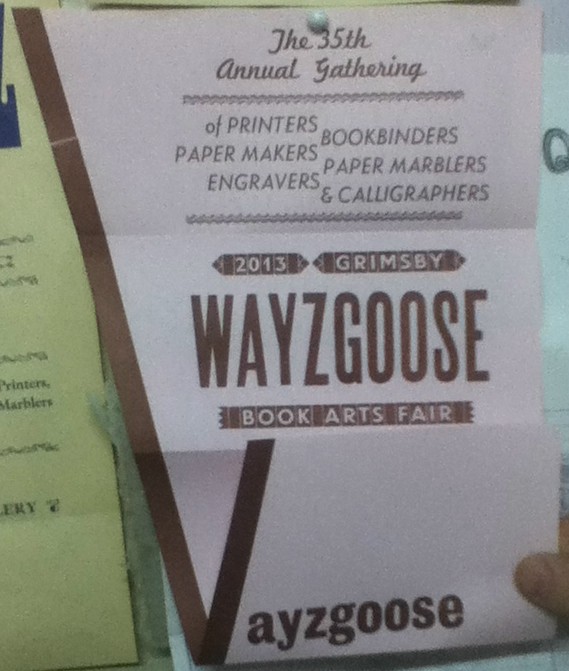 The 35th
Annual Gathering
of PRINTERS
BOOKBINDERS
PAPER MAKERS
PAPER MARBLERS
ENGRAVERS
& CALLIGRAPHERS
2013 GRIMSBY
WAYZGOOSE
BOOK ARTS FAIR
ayzgoose
Printers,
Marblers